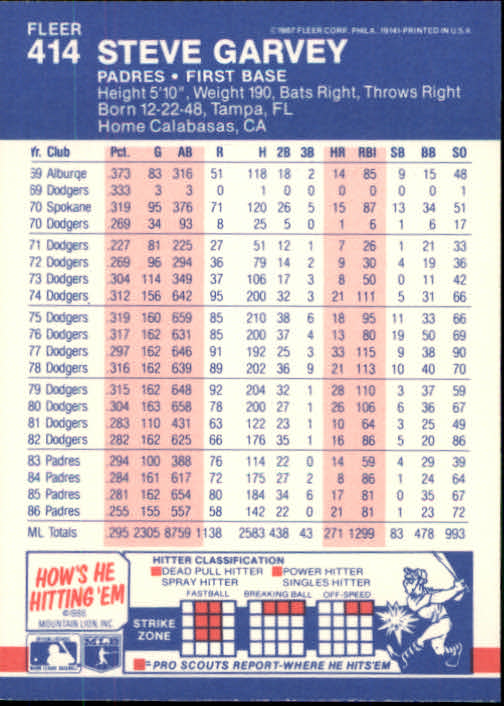 FLEER
©1987 FLEER CORP. PHILA. 19141-PRINTED IN U.S.A.
414 STEVE GARVEY
PADRES • FIRST BASE
Height 5'10", Weight 190, Bats Right, Throws Right
Born 12-22-48, Tampa, FL
Home Calabasas, CA
Yr. Club Pct. G AB R H 2B 3B HR RBI SB BB SO
69 Alburqe .373 83 316 51 118 18 2 14 85 9 15 48
69 Dodgers .333 3 3 0 1 0 0 0 0 0 0 1
70 Spokane .319 95 376 71 120 26 5 15 87 13 34 51
70 Dodgers .269 34 93 8 25 5 0 1 6 1 6 17
71 Dodgers .227 81 225 27 51 12 1 7 26 1 21 33
72 Dodgers .269 96 294 36 79 14 2 9 30 4 19 36
73 Dodgers .304 114 349 37 106 17 3 8 50 0 11 42
74 Dodgers .312 156 642 95 200 32 3 21 111 5 31 66
75 Dodgers .319 160 659 85 210 38 6 18 95 11 33 66
76 Dodgers .317 162 631 85 200 37 4 13 80 19 50 69
77 Dodgers .297 162 646 91 192 25 3 33 115 9 38 90
78 Dodgers .316 162 639 89 202 36 9 21 113 10 40 70
79 Dodgers .315 162 648 92 204 32 1 28 110 3 37 59
80 Dodgers .304 163 658 78 200 27 1 26 106 6 36 67
81 Dodgers .283 110 431 63 122 23 1 10 64 3 25 49
82 Dodgers .282 162 625 66 176 35 1 16 86 5 20 86
83 Padres .294 100 388 76 114 22 0 14 59 4 29 39
84 Padres .284 161 617 72 175 27 2 8 86 1 24 64
85 Padres .281 162 654 80 184 34 6 17 81 0 35 67
86 Padres .255 155 557 58 142 22 0 21 81 1 23 72
ML Totals .295 2305 8759 1138 2583 438 43 271 1299 83 478 993
HOW'S HE
HITTING 'EM
©1986
MOUNTAIN LION, INC.
HITTER CLASSIFICATION
DEAD PULL HITTER POWER HITTER
SPRAY HITTER SINGLES HITTER
FASTBALL BREAKING BALL OFF-SPEED
STRIKE
ZONE
= PRO SCOUTS REPORT-WHERE HE HITS'EM
MLB